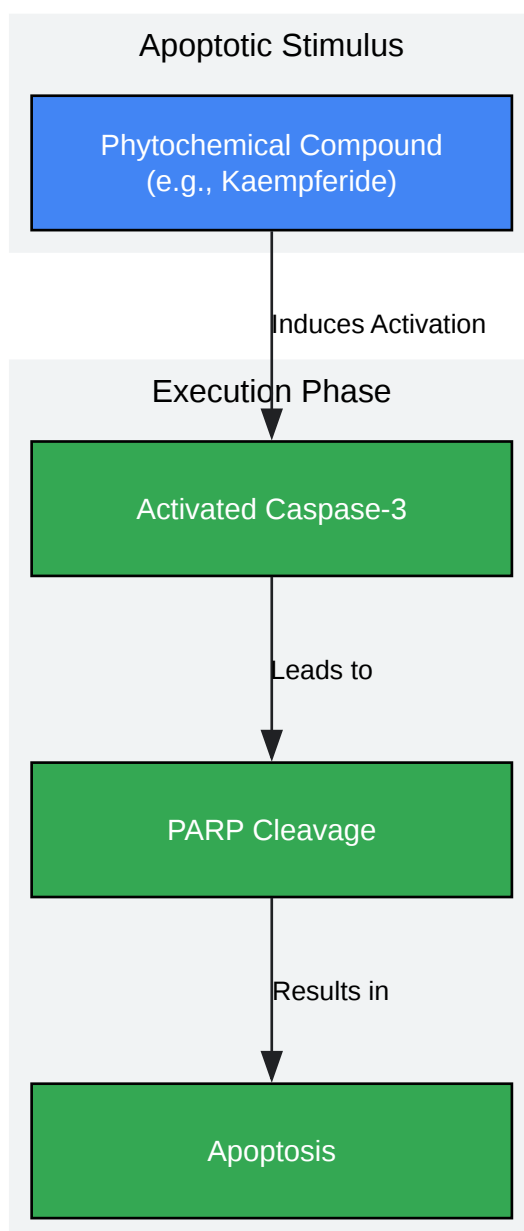 Apoptotic Stimulus
Phytochemical Compound
(e.g., Kaempferide)
Induces Activation
Execution Phase
Activated Caspase-3
Leads to
PARP Cleavage
Results in
Apoptosis